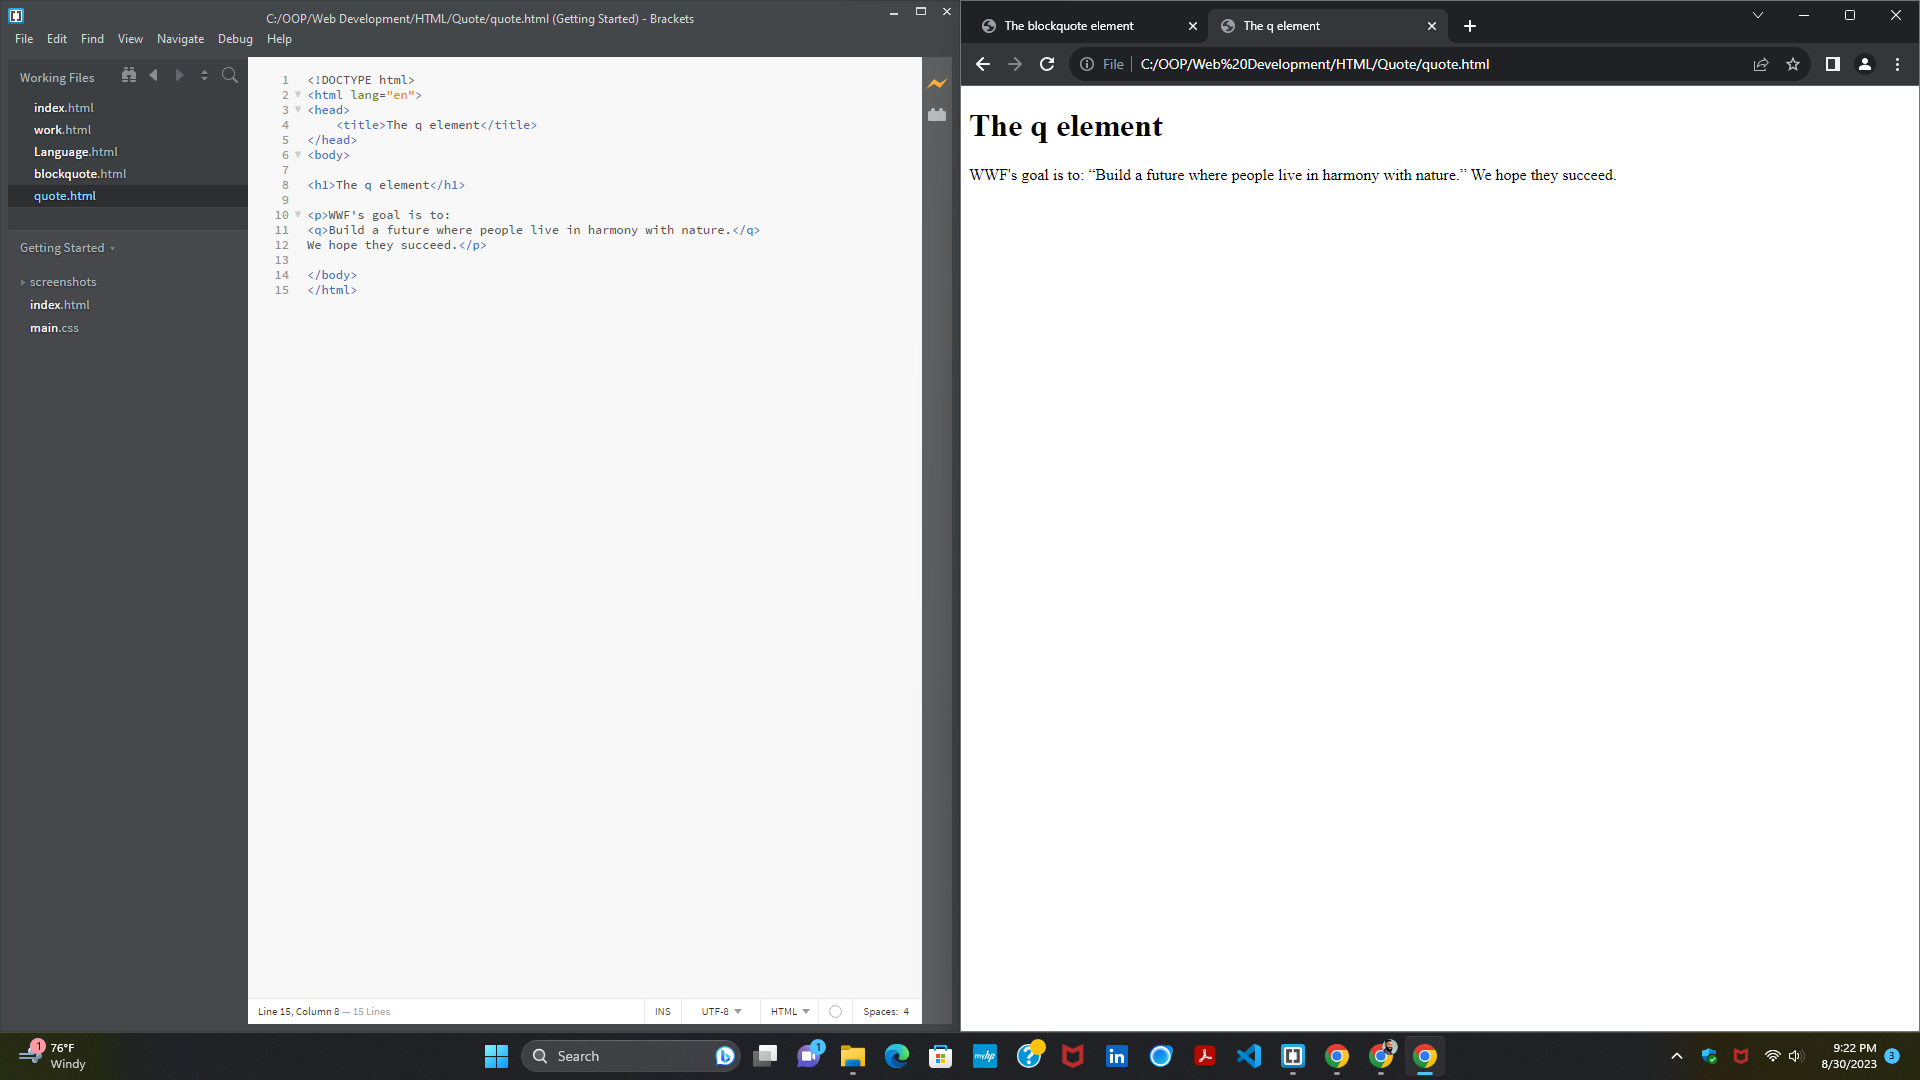 C:/OOP/Web Development/HTML/Quote/quote.html (Getting Started) - Brackets
File Edit Find View Navigate Debug Help
Working Files
index.html
work.html
Language.html
blockquote.html
quote.html
Getting Started
screenshots
index.html
main.css
1 <!DOCTYPE html>
2 <html lang="en">
3 <head>
4 <title>The q element</title>
5 </head>
6 <body>
7
8 <h1>The q element</h1>
9
10 <p>WWF's goal is to:
11 <q>Build a future where people live in harmony with nature.</q>
12 We hope they succeed.</p>
13
14 </body>
15 </html>
Line 15, Column 8 — 15 Lines
INS UTF-8 HTML Spaces: 4
The blockquote element
The q element
File C:/OOP/Web%20Development/HTML/Quote/quote.html
The q element
WWF's goal is to: “Build a future where people live in harmony with nature.” We hope they succeed.
1
76°F
Windy
Search
1
myhp
in
9:22 PM
8/30/2023
3